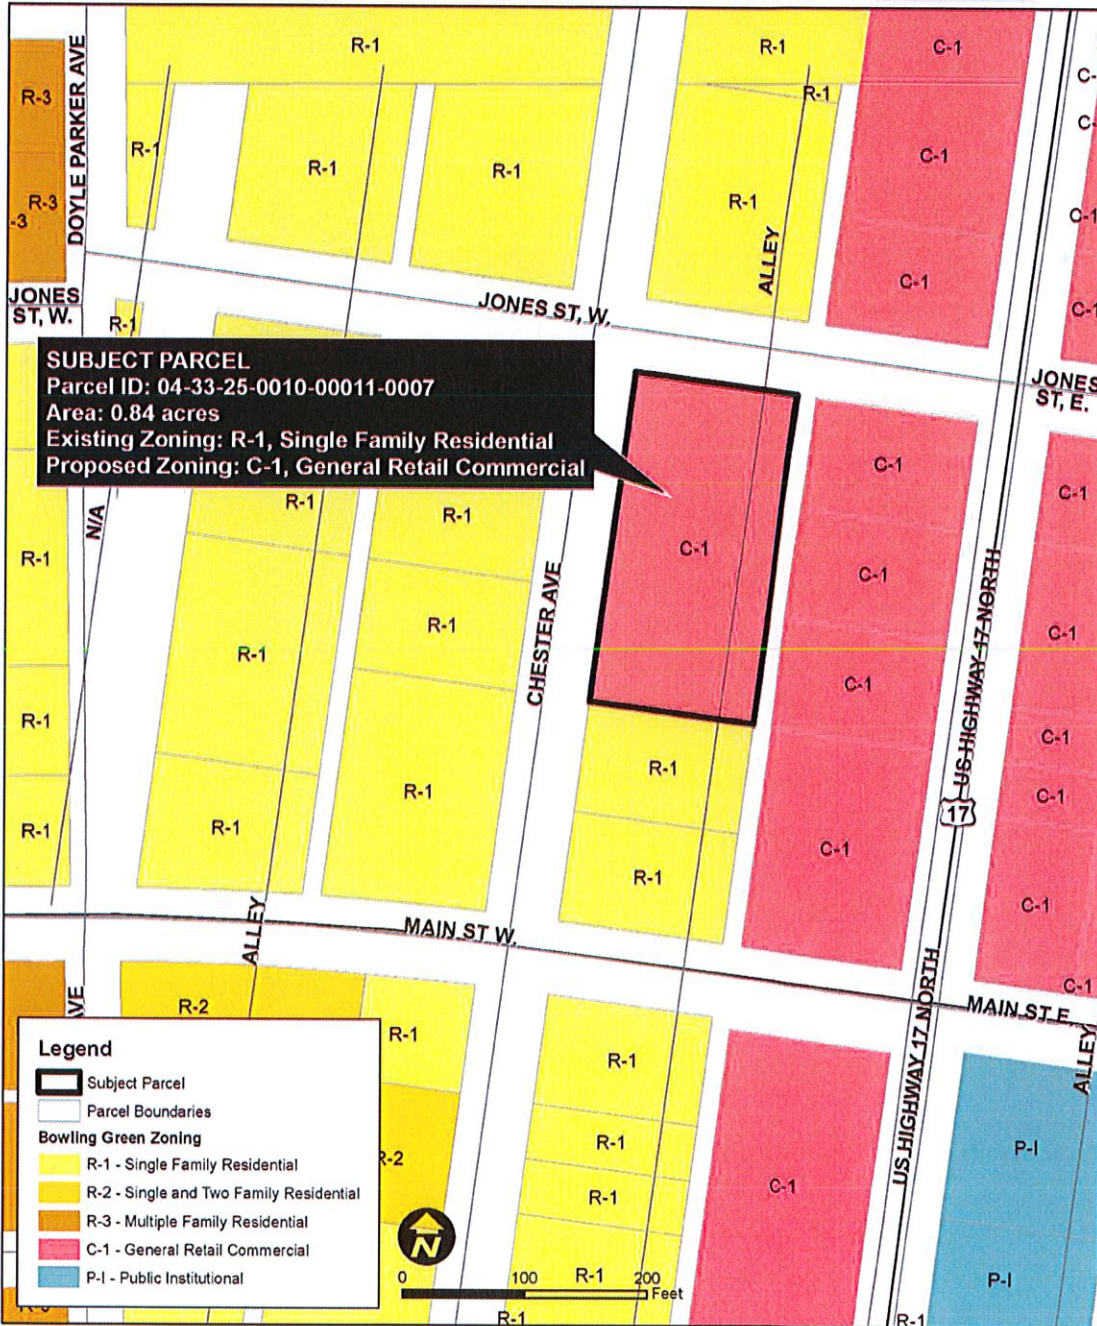 R-1
R-1
C-1
C-
DOYLE PARKER AVE
R-3
R-1
C-
R-1
R-1
R-1
R-1
C-1
R-3
-3
R-1
C-1
ALLEY
C-1
JONES
ST, W.
JONES ST, W.
C-1
R-1
JONES
ST, E.
SUBJECT PARCEL
Parcel ID: 04-33-25-0010-00011-0007
Area: 0.84 acres
Existing Zoning: R-1, Single Family Residential
Proposed Zoning: C-1, General Retail Commercial
C-1
C-1
R-1
R-1
N/A
R-1
C-1
C-1
CHESTER AVE
US HIGHWAY 17 NORTH
R-1
C-1
R-1
C-1
R-1
R-1
C-1
R-1
R-1
C-1
17
R-1
R-1
C-1
R-1
C-1
ALLEY
MAIN ST W.
US HIGHWAY 17 NORTH
C-1
MAIN ST E
AVE
R-2
R-1
R-1
ALLEY
R-1
R-2
R-1
C-1
P-I
R-1
P-I
R-1
R-1
Legend
Subject Parcel
Parcel Boundaries
Bowling Green Zoning
R-1 - Single Family Residential
R-2 - Single and Two Family Residential
R-3 - Multiple Family Residential
C-1 - General Retail Commercial
P-I - Public Institutional
N
0 100 200
Feet